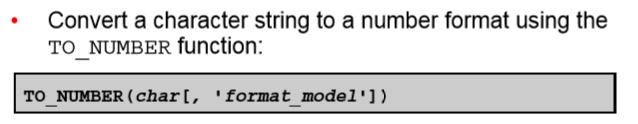 • Convert a character string to a number format using the
TO_NUMBER function:
TO_NUMBER(char[, 'format_model'])